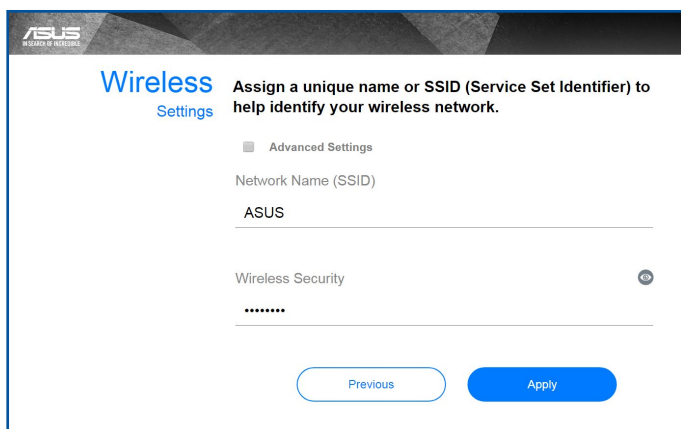 ASUS
IN SEARCH OF INCREDIBLE
Wireless
Settings
Assign a unique name or SSID (Service Set Identifier) to
help identify your wireless network.
Advanced Settings
Network Name (SSID)
ASUS
Wireless Security
••••••••
Previous
Apply